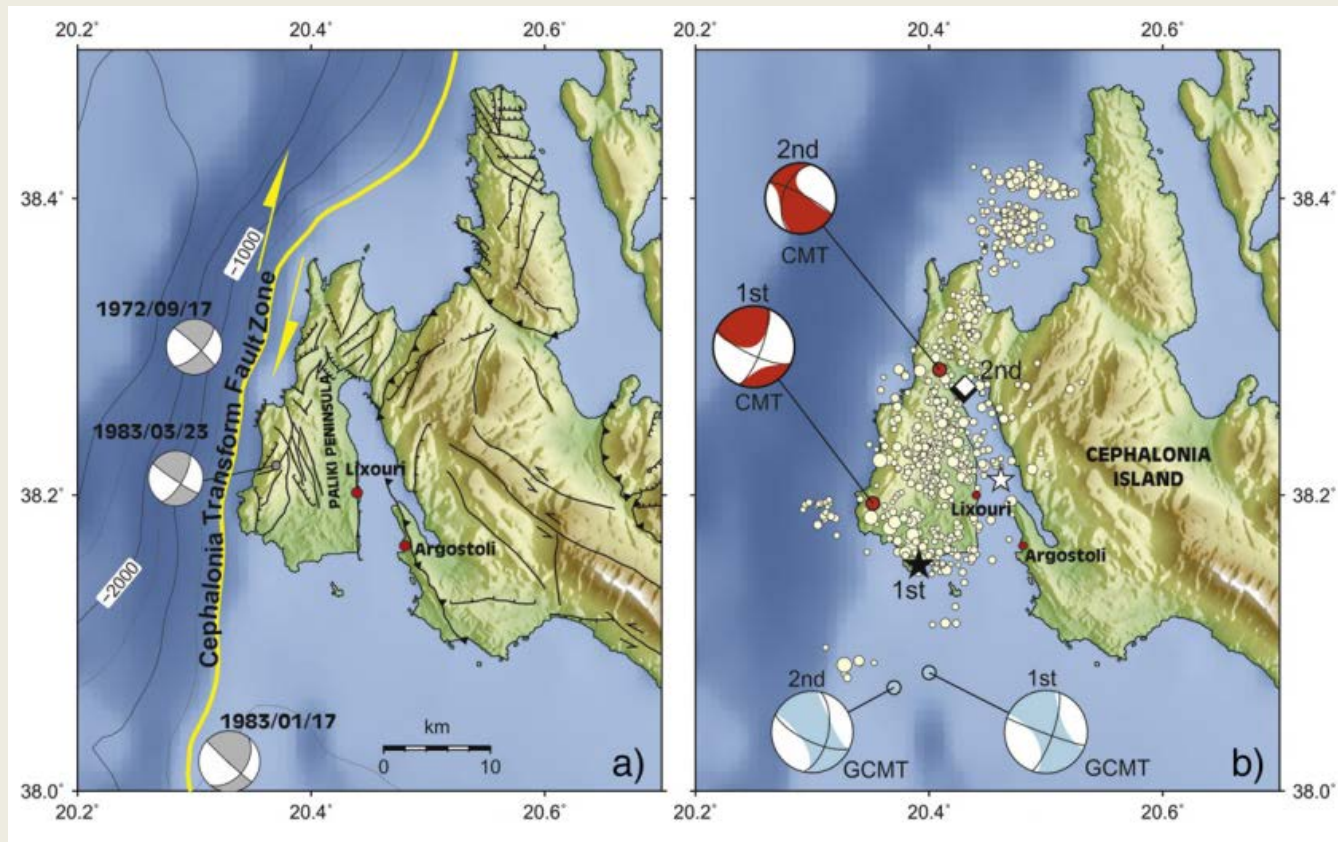 20.2°
20.4°
20.6°
38.4°
38.2°
38.0°
-1000
1972/09/17
1983/03/23
Cephalonia Transform Fault Zone
PALIKI PENINSULA
Lixouri
Argostoli
-2000
1983/01/17
km
0
10
a)
20.2°
20.4°
20.6°
20.2°
20.4°
20.6°
2nd
CMT
1st
CMT
2nd
CEPHALONIA
ISLAND
Lixouri
Argostoli
1st
2nd
GCMT
1st
GCMT
b)
38.4°
38.2°
38.0°
20.2°
20.4°
20.6°